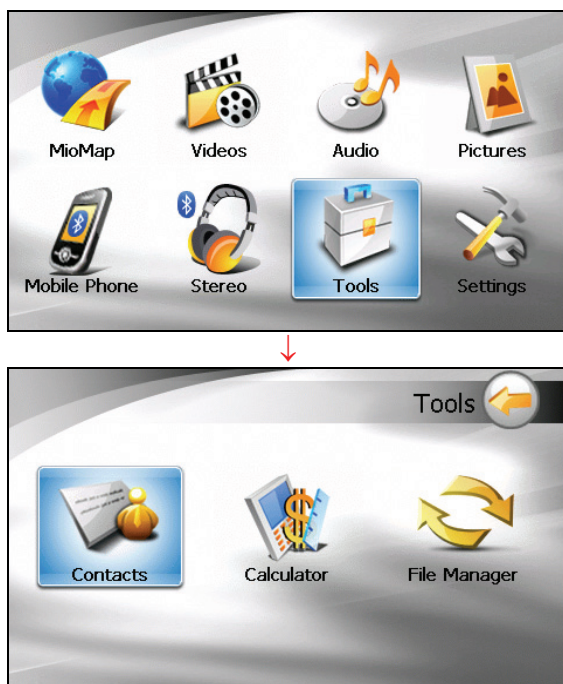 MioMap Videos Audio Pictures
Mobile Phone Stereo Tools Settings
Tools
Contacts Calculator File Manager